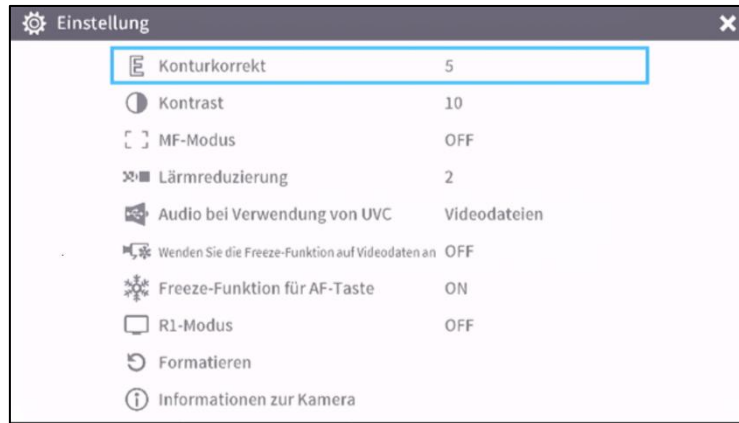 Einstellung
Konturkorrekt 5
Kontrast 10
MF-Modus OFF
Lärmreduzierung 2
Audio bei Verwendung von UVC Videodateien
Wenden Sie die Freeze-Funktion auf Videodaten an OFF
Freeze-Funktion für AF-Taste ON
R1-Modus OFF
Formatieren
Informationen zur Kamera